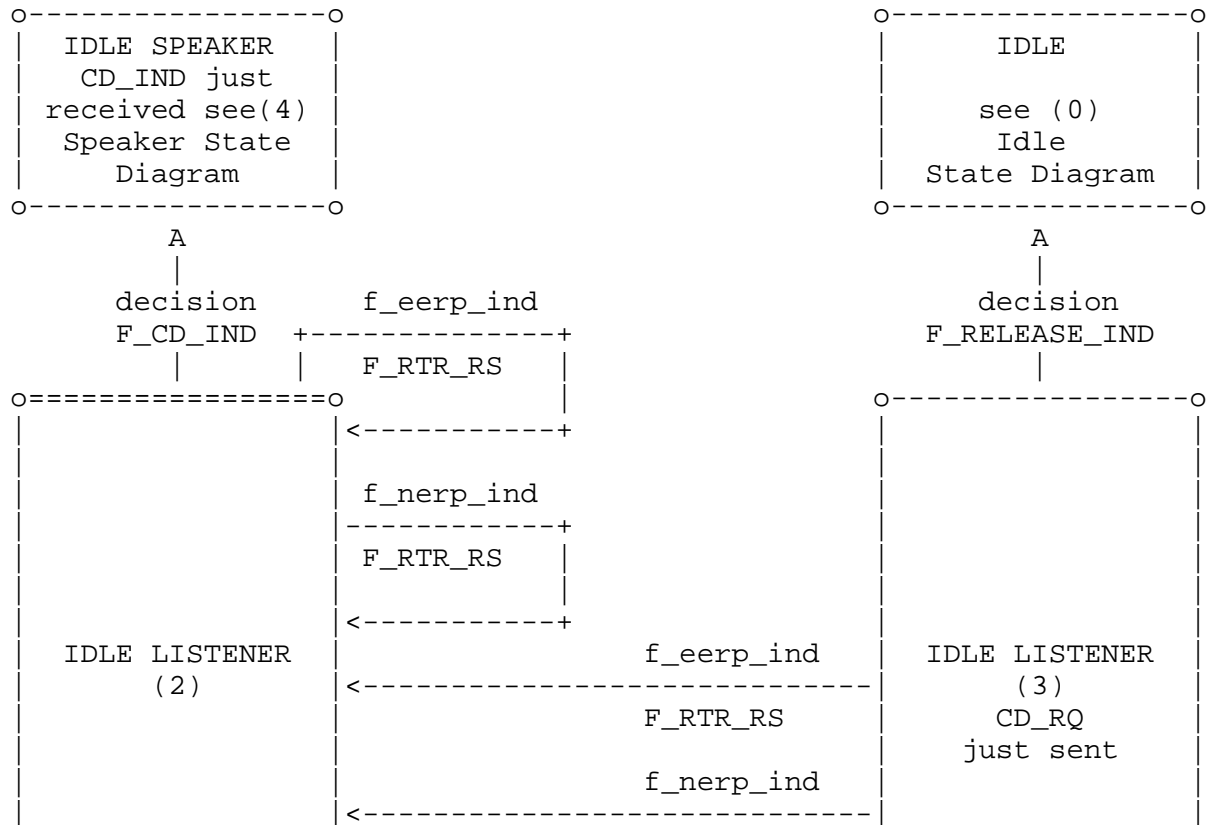 o-----------------o                              o-----------------o
|  IDLE SPEAKER   |                              |      IDLE       |
|   CD_IND just   |                              |                 |
| received see(4) |                              |     see (0)     |
|  Speaker State  |                              |      Idle       |
|     Diagram     |                              |  State Diagram  |
o-----------------o                              o-----------------o
         A                                                A
         |                                                |
     decision      f_eerp_ind                         decision
     F_CD_IND   +--------------+                   F_RELEASE_IND
         |      |  F_RTR_RS    |                          |
o=================o            |                 o-----------------o
|                 |<-----------+                 |                 |
|                 |                              |                 |
|                 | f_nerp_ind                   |                 |
|                 |------------+                 |                 |
|                 | F_RTR_RS   |                 |                 |
|                 |            |                 |                 |
|                 |<-----------+                 |                 |
|  IDLE LISTENER  |                 f_eerp_ind   |  IDLE LISTENER  |
|       (2)       |<-----------------------------|       (3)       |
|                 |                 F_RTR_RS     |      CD_RQ      |
|                 |                              |    just sent    |
|                 |                 f_nerp_ind   |                 |
|                 |<-----------------------------|                 |